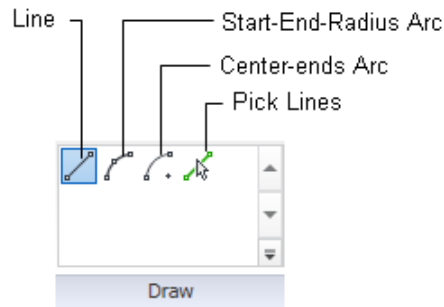 Line
Start-End-Radius Arc
Center-ends Arc
Pick Lines
Draw